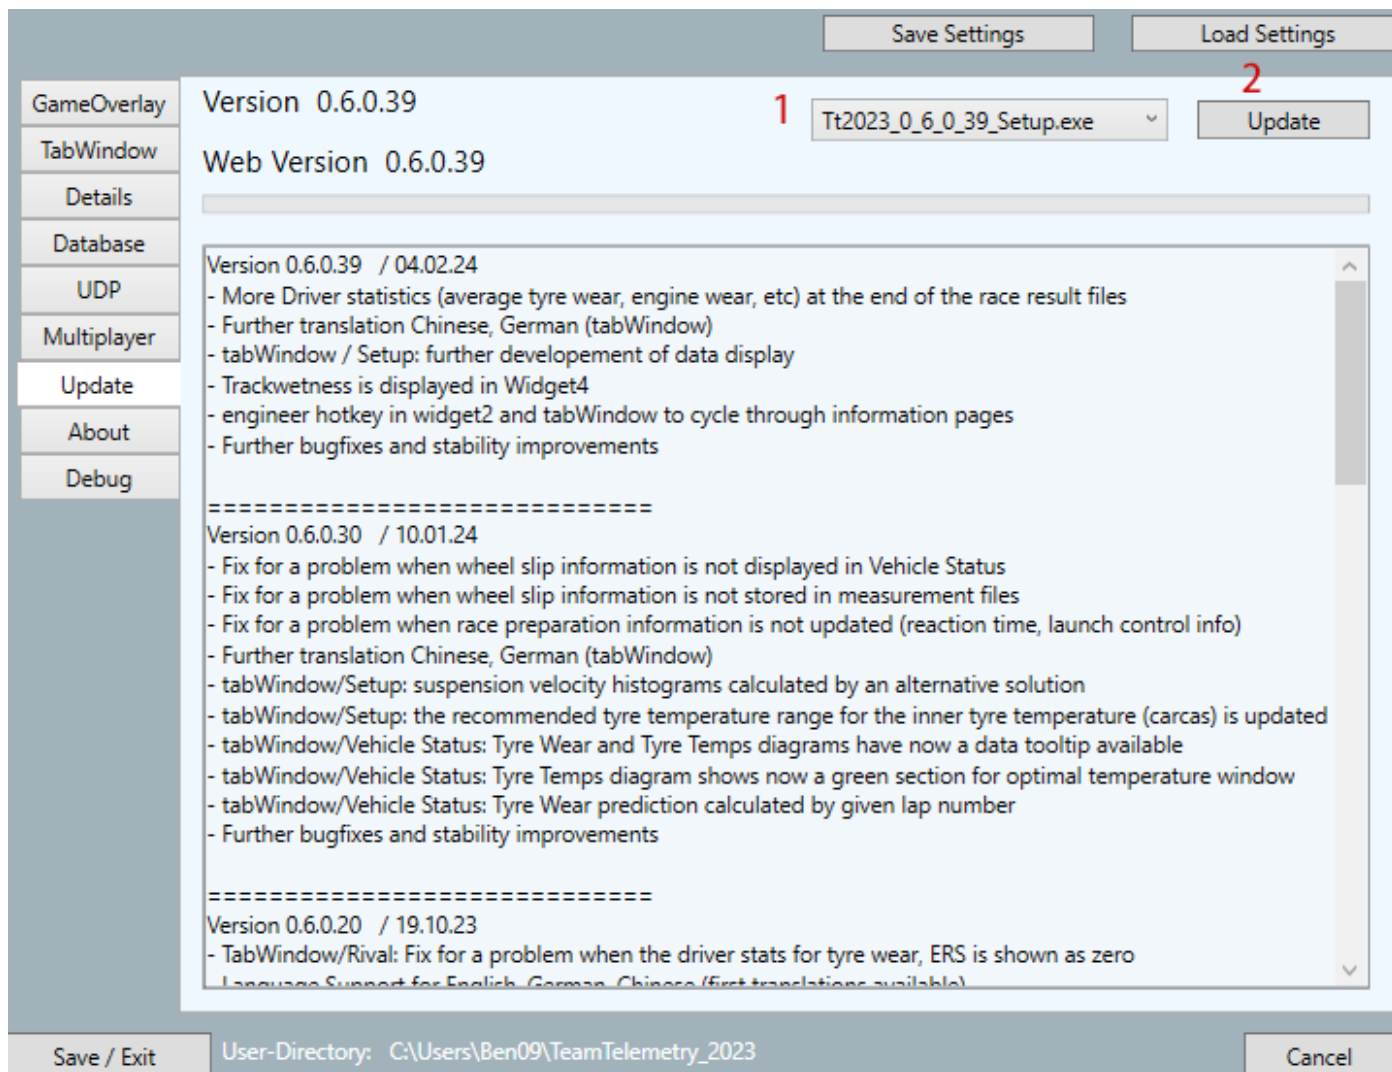 Save Settings
Load Settings
GameOverlay
TabWindow
Details
Database
UDP
Multiplayer
Update
About
Debug
Version 0.6.0.39
1
Tt2023_0_6_0_39_Setup.exe
2
Update
Web Version 0.6.0.39
Version 0.6.0.39 / 04.02.24
- More Driver statistics (average tyre wear, engine wear, etc) at the end of the race result files
- Further translation Chinese, German (tabWindow)
- tabWindow / Setup: further developement of data display
- Trackwetness is displayed in Widget4
- engineer hotkey in widget2 and tabWindow to cycle through information pages
- Further bugfixes and stability improvements
=============================
Version 0.6.0.30 / 10.01.24
- Fix for a problem when wheel slip information is not displayed in Vehicle Status
- Fix for a problem when wheel slip information is not stored in measurement files
- Fix for a problem when race preparation information is not updated (reaction time, launch control info)
- Further translation Chinese, German (tabWindow)
- tabWindow/Setup: suspension velocity histograms calculated by an alternative solution
- tabWindow/Setup: the recommended tyre temperature range for the inner tyre temperature (carcas) is updated
- tabWindow/Vehicle Status: Tyre Wear and Tyre Temps diagrams have now a data tooltip available
- tabWindow/Vehicle Status: Tyre Temps diagram shows now a green section for optimal temperature window
- tabWindow/Vehicle Status: Tyre Wear prediction calculated by given lap number
- Further bugfixes and stability improvements
=============================
Version 0.6.0.20 / 19.10.23
- TabWindow/Rival: Fix for a problem when the driver stats for tyre wear, ERS is shown as zero
- Language Support for English, German, Chinese (first translations available)
Save / Exit
User-Directory: C:\Users\Ben09\TeamTelemetry_2023
Cancel